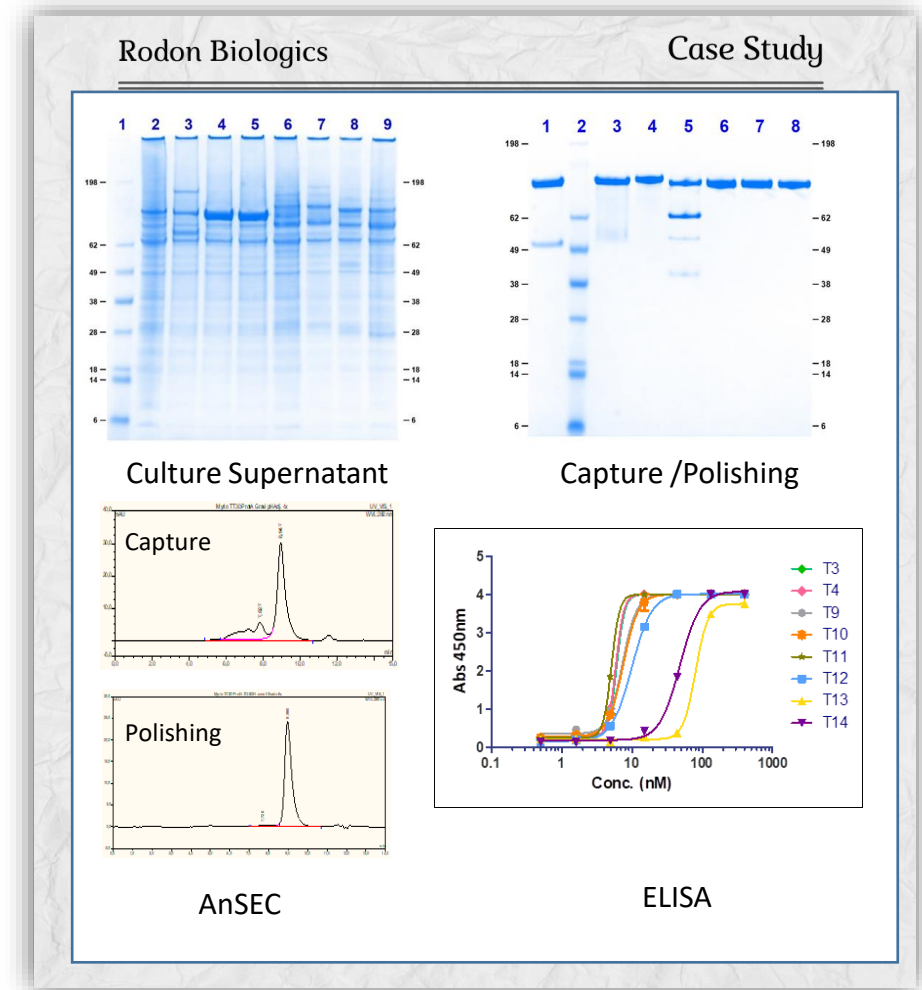 Rodon Biologics
Case Study
1 2 3 4 5 6 7 8 9
198
62
49
38
28
18
14
6
198
62
49
38
28
18
14
6
Culture Supernatant
1 2 3 4 5 6 7 8
198
62
49
38
28
18
14
6
198
62
49
38
28
18
14
6
Capture /Polishing
Capture
Polishing
AnSEC
5
4
3
2
1
0
Abs 450nm
0.1 1 10 100 1000
Conc. (nM)
T3
T4
T9
T10
T11
T12
T13
T14
ELISA